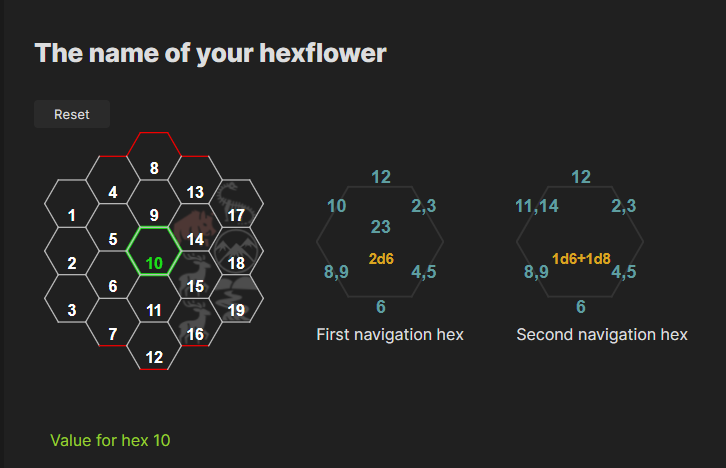 The name of your hexflower
Reset
8
4 13
1 9 17
5 14
2 10 18
6 15
3 11 19
7 16
12
12
10 2,3
23
2d6
8,9 4,5
6
First navigation hex
12
11,14 2,3
1d6+1d8
8,9 4,5
6
Second navigation hex
Value for hex 10